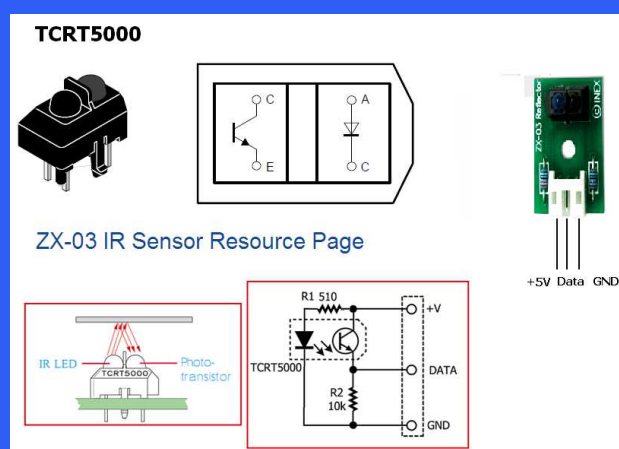 TCRT5000
C
E
A
C
ZX-03 Reflector
©INEX
+5V Data GND
ZX-03 IR Sensor Resource Page
IR LED
Photo-
transistor
TCRT5000
R1 510
+V
TCRT5000
DATA
R2
10k
GND